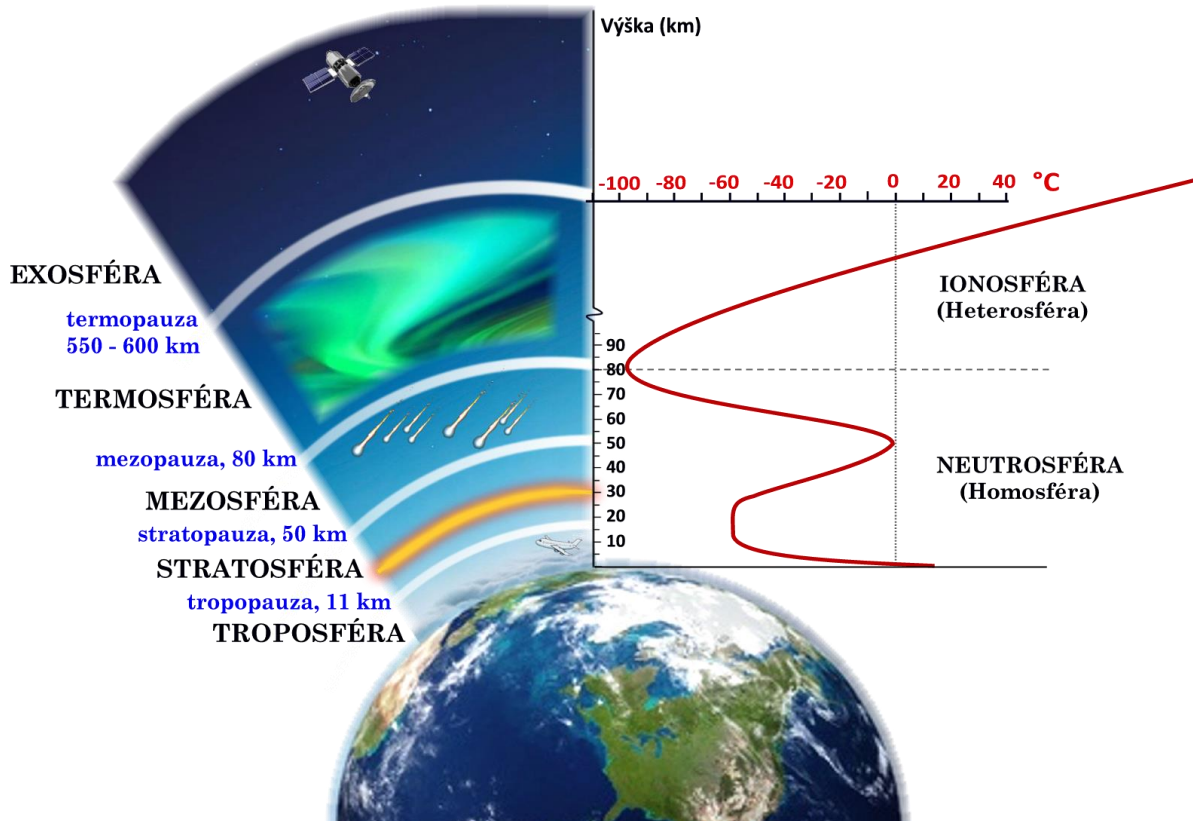 Výška (km)
-100 -80 -60 -40 -20 0 20 40 °C
EXOSFÉRA
termopauza
550 - 600 km
TERMOSFÉRA
mezopauza, 80 km
MEZOSFÉRA
stratopauza, 50 km
STRATOSFÉRA
tropopauza, 11 km
TROPOSFÉRA
90
80
70
60
50
40
30
20
10
IONOSFÉRA
(Heterosféra)
NEUTROSFÉRA
(Homosféra)